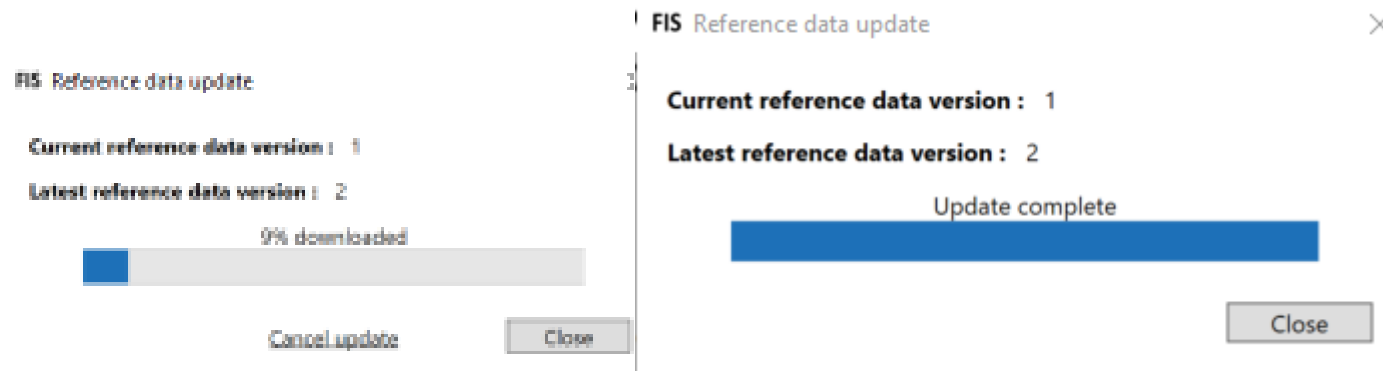 FIS Reference data update
Current reference data version : 1
Latest reference data version : 2
9% downloaded
Cancel update
Close
FIS Reference data update
Current reference data version : 1
Latest reference data version : 2
Update complete
Close